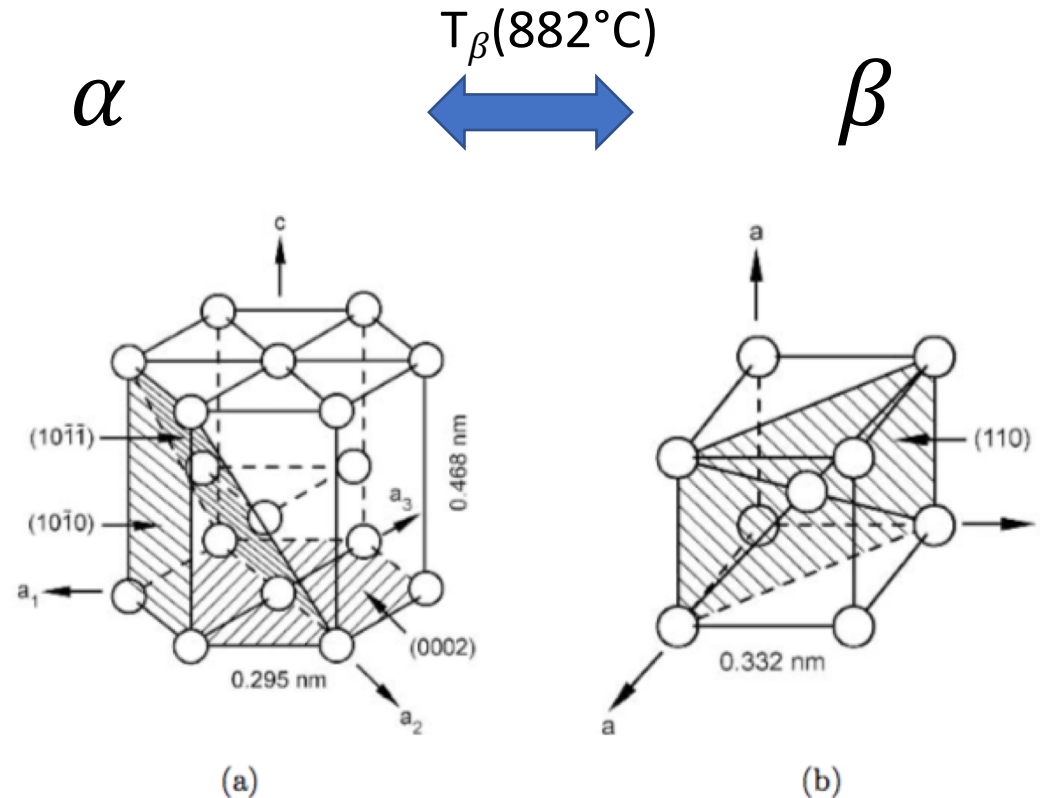 T𝛽(882°C)
𝛼
𝛽
c
(101̄1̄)
(101̄0)
a₁
a₂
a₃
0.468 nm
(0002)
0.295 nm
(a)
a
(110)
0.332 nm
a
(b)